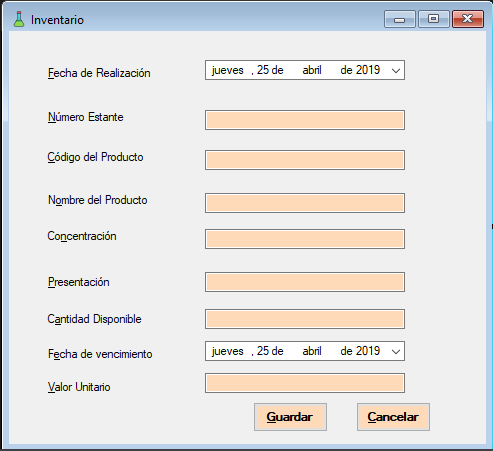 Inventario
Fecha de Realización jueves , 25 de abril de 2019
Número Estante
Código del Producto
Nombre del Producto
Concentración
Presentación
Cantidad Disponible
Fecha de vencimiento jueves , 25 de abril de 2019
Valor Unitario
Guardar Cancelar